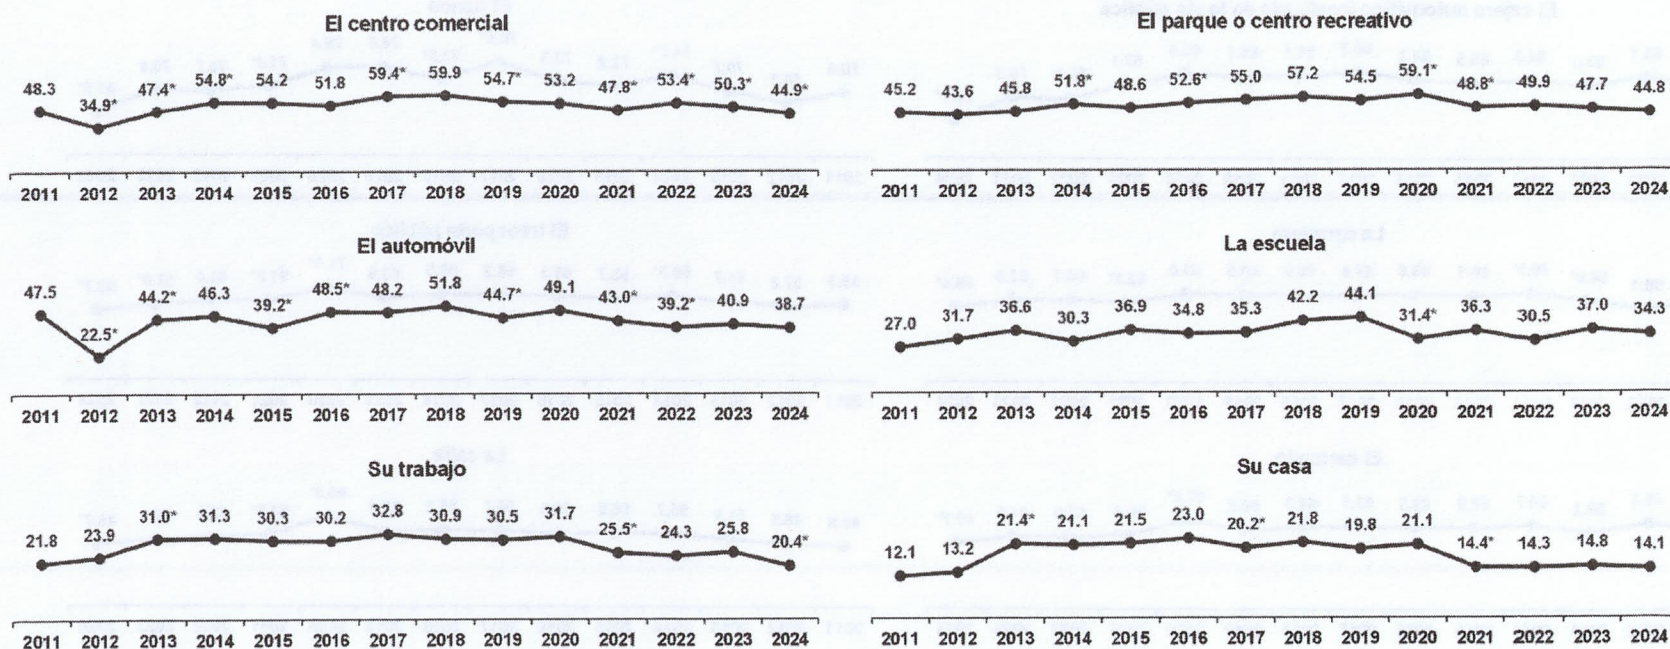 El centro comercial
48.3 34.9* 47.4* 54.8* 54.2 51.8 59.4* 59.9 54.7* 53.2 47.8* 53.4* 50.3* 44.9*
2011 2012 2013 2014 2015 2016 2017 2018 2019 2020 2021 2022 2023 2024
El parque o centro recreativo
45.2 43.6 45.8 51.8* 48.6 52.6* 55.0 57.2 54.5 59.1* 48.8* 49.9 47.7 44.8
2011 2012 2013 2014 2015 2016 2017 2018 2019 2020 2021 2022 2023 2024
El automóvil
47.5 22.5* 44.2* 46.3 39.2* 48.5* 48.2 51.8 44.7* 49.1 43.0* 39.2* 40.9 38.7
2011 2012 2013 2014 2015 2016 2017 2018 2019 2020 2021 2022 2023 2024
La escuela
27.0 31.7 36.6 30.3 36.9 34.8 35.3 42.2 44.1 31.4* 36.3 30.5 37.0 34.3
2011 2012 2013 2014 2015 2016 2017 2018 2019 2020 2021 2022 2023 2024
Su trabajo
21.8 23.9 31.0* 31.3 30.3 30.2 32.8 30.9 30.5 31.7 25.5* 24.3 25.8 20.4*
2011 2012 2013 2014 2015 2016 2017 2018 2019 2020 2021 2022 2023 2024
Su casa
12.1 13.2 21.4* 21.1 21.5 23.0 20.2* 21.8 19.8 21.1 14.4* 14.3 14.8 14.1
2011 2012 2013 2014 2015 2016 2017 2018 2019 2020 2021 2022 2023 2024